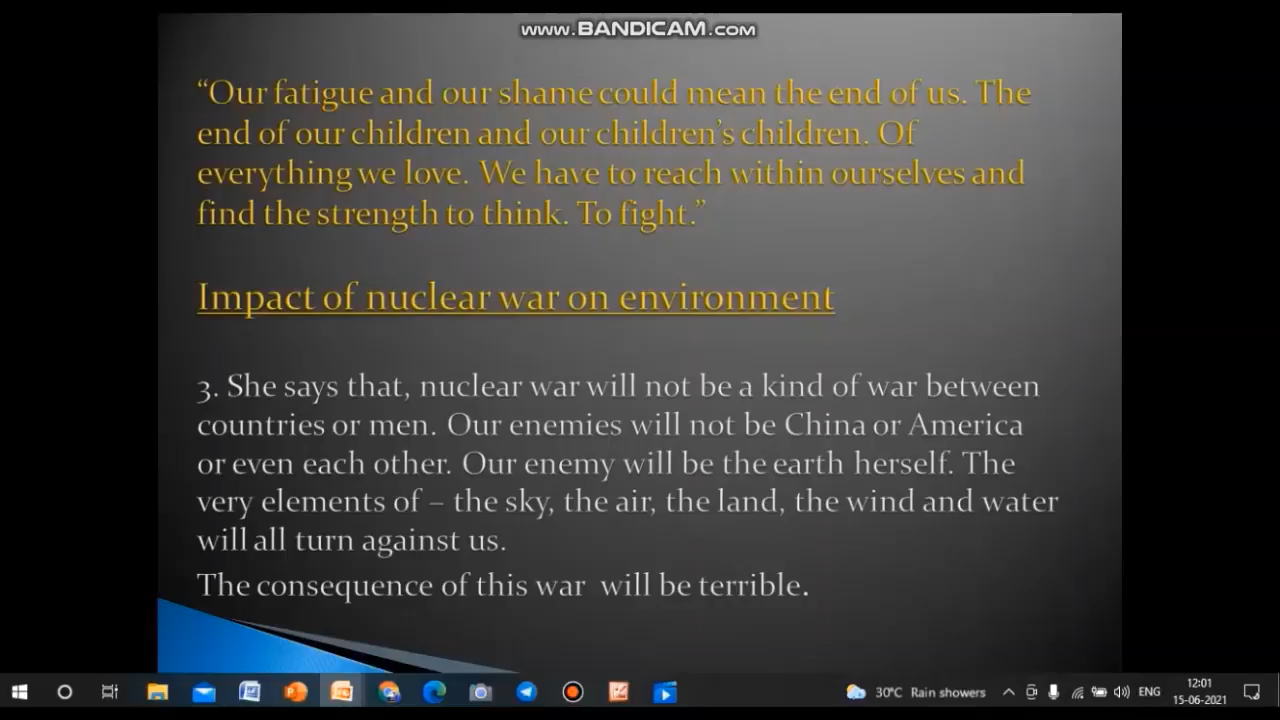 www.BANDICAM.com
“Our fatigue and our shame could mean the end of us. The
end of our children and our children’s children. Of
everything we love. We have to reach within ourselves and
find the strength to think. To fight.”
Impact of nuclear war on environment
3. She says that, nuclear war will not be a kind of war between
countries or men. Our enemies will not be China or America
or even each other. Our enemy will be the earth herself. The
very elements of – the sky, the air, the land, the wind and water
will all turn against us.
The consequence of this war will be terrible.
30°C Rain showers
ENG
12:01
15-06-2021